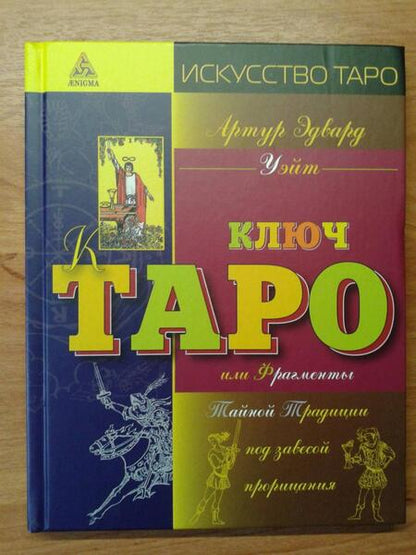 ÆNIGMA
ИСКУССТВО ТАРО
Артур Эдвард
Уэйт
К
КЛЮЧ
ТАРО
или Фрагменты
Тайной Традиции
под завесой
прорицания